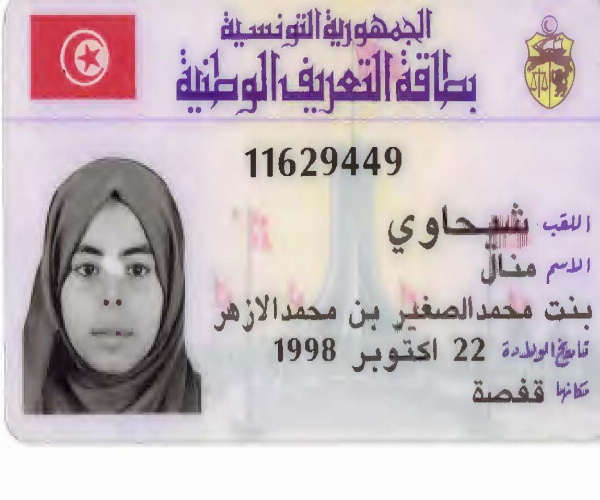 الجمهورية التونسية
بطاقة التعريف الوطنية
11629449
اللقب شيحاوي
الاسم منال
بنت محمدالصغير بن محمدالازهر
تاريخ الولادة 22 اكتوبر 1998
مكانها قفصة